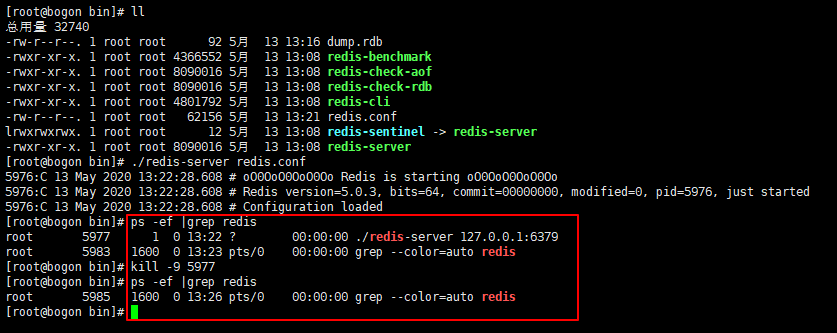 [root@bogon bin]# ll
总用量 32740
-rw-r--r--. 1 root root      92 5月  13 13:16 dump.rdb
-rwxr-xr-x. 1 root root 4366552 5月  13 13:08 redis-benchmark
-rwxr-xr-x. 1 root root 8090016 5月  13 13:08 redis-check-aof
-rwxr-xr-x. 1 root root 8090016 5月  13 13:08 redis-check-rdb
-rwxr-xr-x. 1 root root 4801792 5月  13 13:08 redis-cli
-rw-r--r--. 1 root root   62156 5月  13 13:21 redis.conf
lrwxrwxrwx. 1 root root      12 5月  13 13:08 redis-sentinel -> redis-server
-rwxr-xr-x. 1 root root 8090016 5月  13 13:08 redis-server
[root@bogon bin]# ./redis-server redis.conf
5976:C 13 May 2020 13:22:28.608 # oO0OoO0OoO0Oo Redis is starting oO0OoO0OoO0Oo
5976:C 13 May 2020 13:22:28.608 # Redis version=5.0.3, bits=64, commit=00000000, modified=0, pid=5976, just started
5976:C 13 May 2020 13:22:28.608 # Configuration loaded
[root@bogon bin]# ps -ef |grep redis
root       5977      1  0 13:22 ?        00:00:00 ./redis-server 127.0.0.1:6379
root       5983   1600  0 13:23 pts/0    00:00:00 grep --color=auto redis
[root@bogon bin]# kill -9 5977
[root@bogon bin]# ps -ef |grep redis
root       5985   1600  0 13:26 pts/0    00:00:00 grep --color=auto redis
[root@bogon bin]#